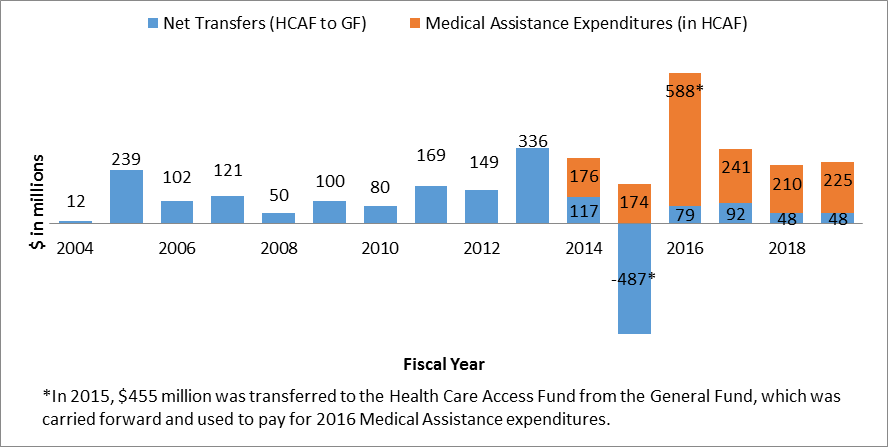 Net Transfers (HCAF to GF) Medical Assistance Expenditures (in HCAF)
$ in millions
12 239 102 121 50 100 80 169 149 336
176 174 588* 241 210 225
117 -487* 79 92 48 48
2004 2006 2008 2010 2012 2014 2016 2018
Fiscal Year
*In 2015, $455 million was transferred to the Health Care Access Fund from the General Fund, which was
carried forward and used to pay for 2016 Medical Assistance expenditures.